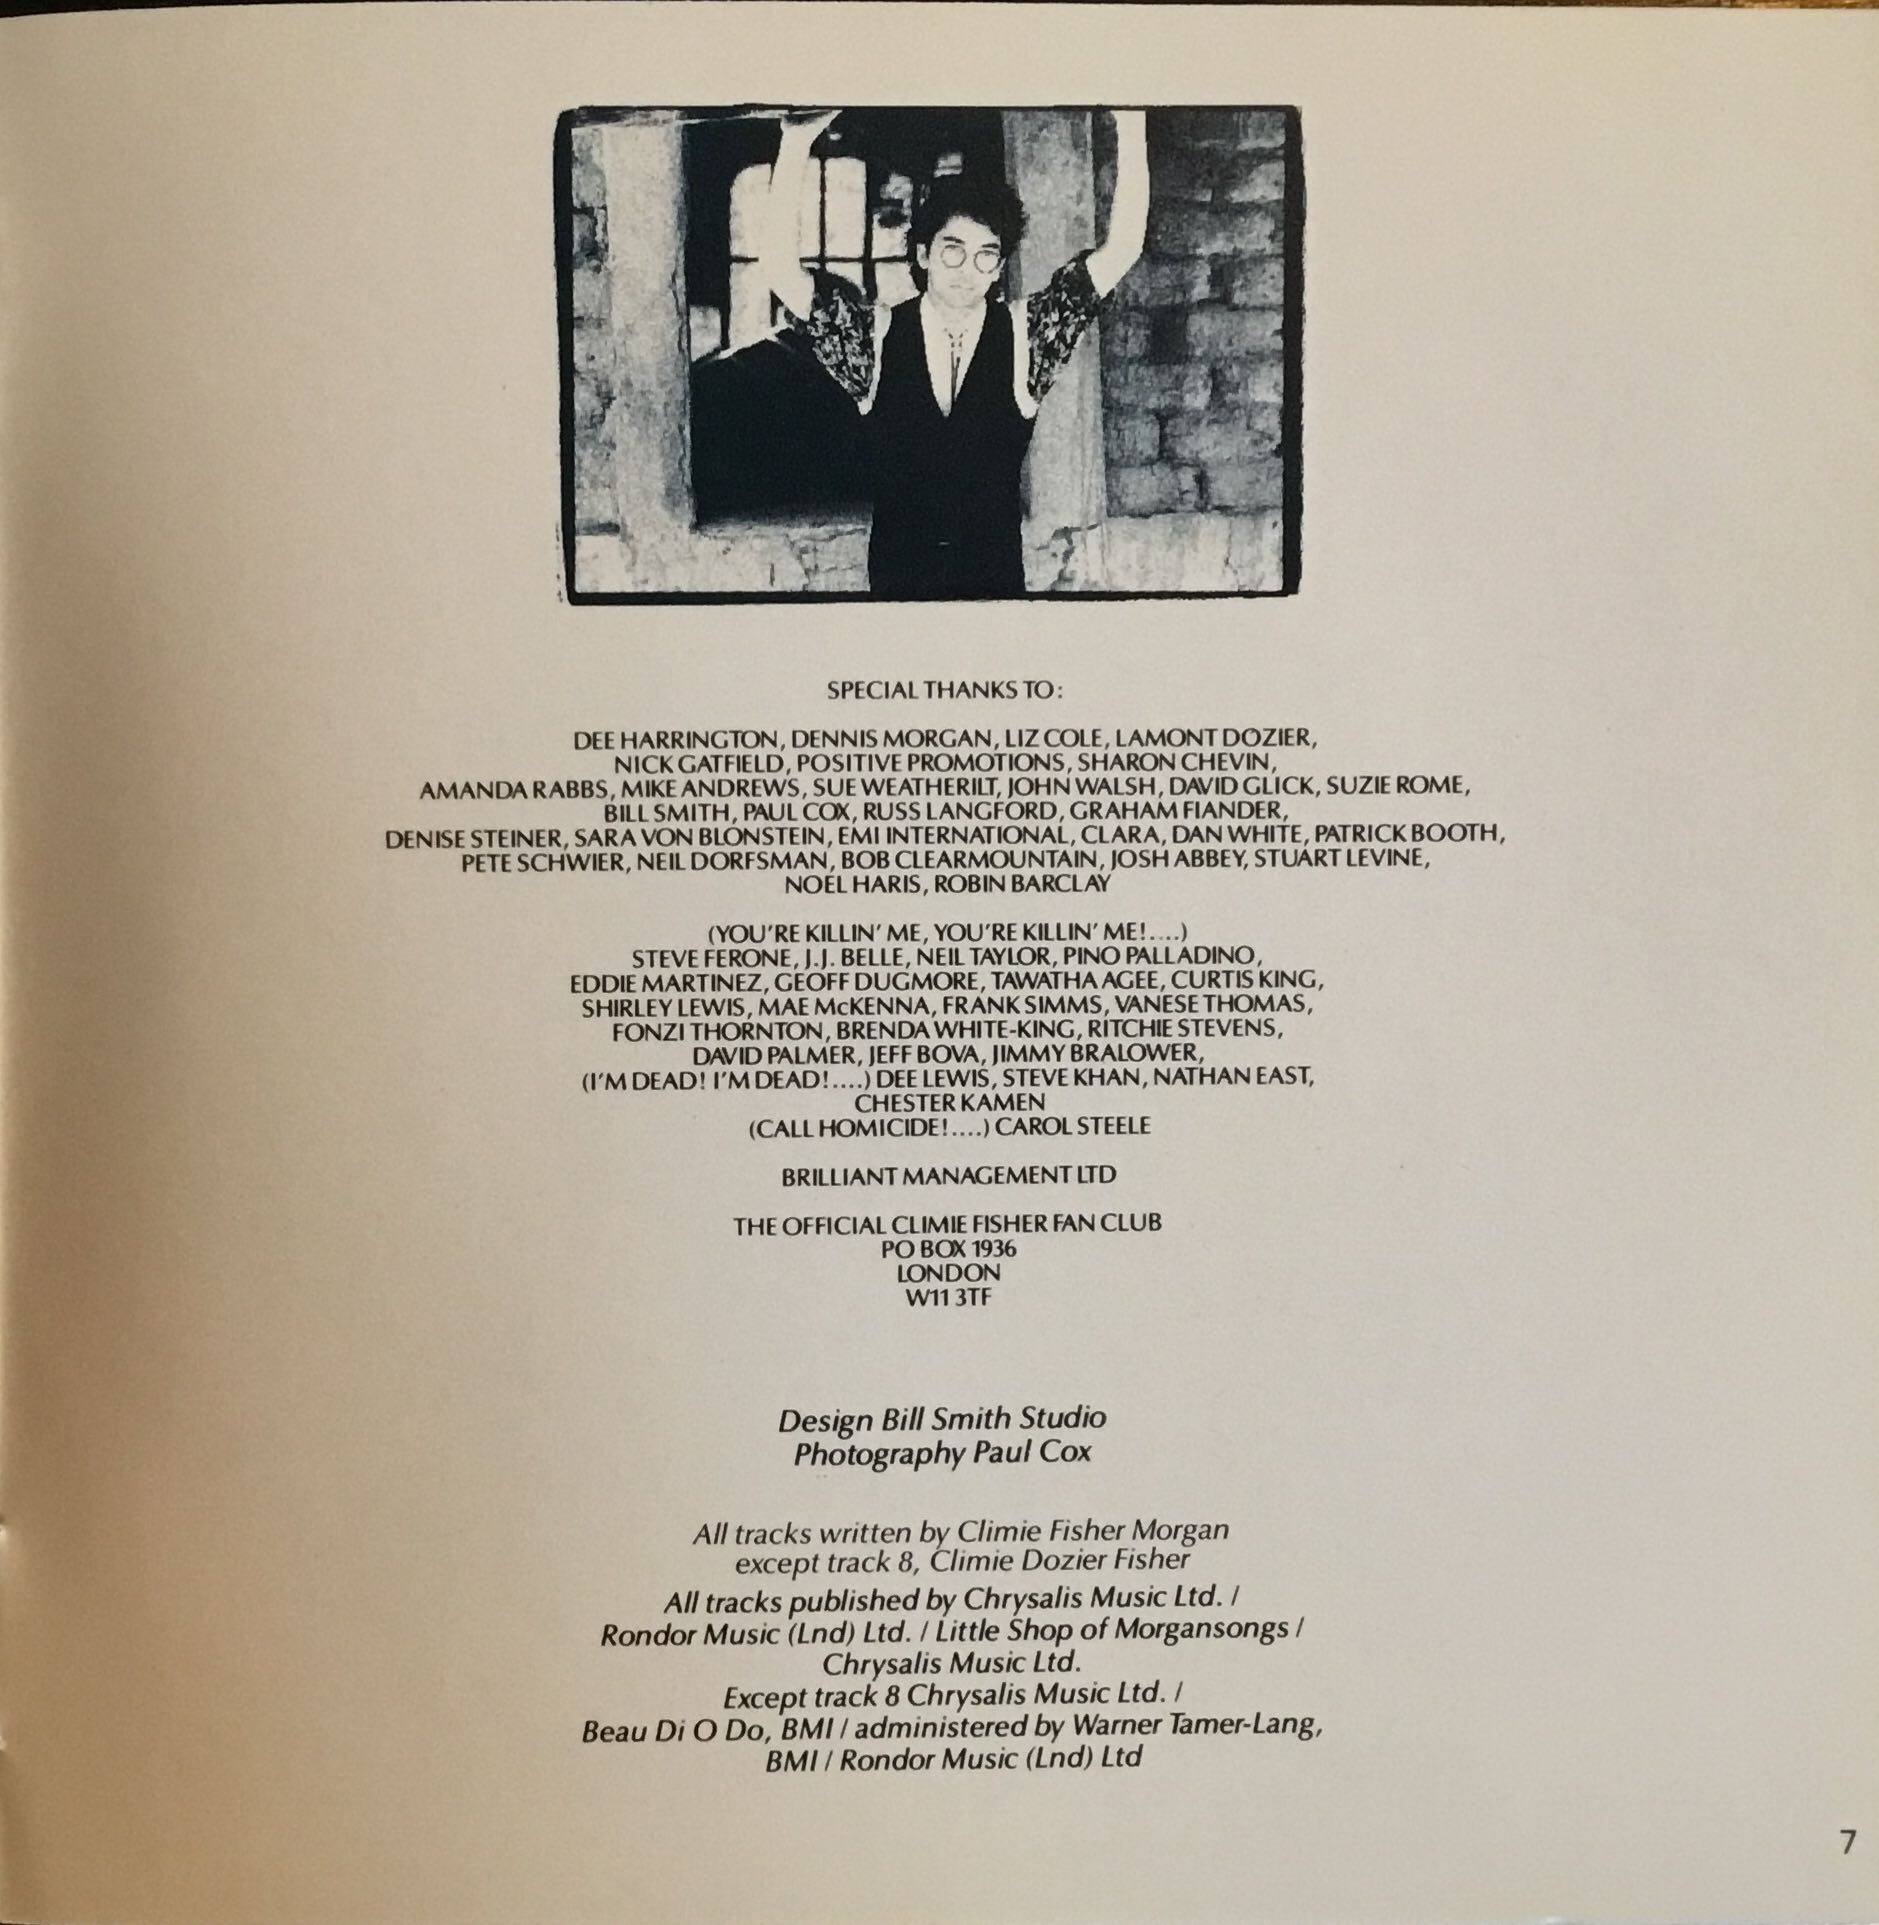 SPECIAL THANKS TO:
DEE HARRINGTON, DENNIS MORGAN, LIZ COLE, LAMONT DOZIER,
NICK GATFIELD, POSITIVE PROMOTIONS, SHARON CHEVIN,
AMANDA RABBS, MIKE ANDREWS, SUE WEATHERILT, JOHN WALSH, DAVID GLICK, SUZIE ROME,
BILL SMITH, PAUL COX, RUSS LANGFORD, GRAHAM FIANDER,
DENISE STEINER, SARA VON BLONSTEIN, EMI INTERNATIONAL, CLARA, DAN WHITE, PATRICK BOOTH,
PETE SCHWIER, NEIL DORFSMAN, BOB CLEARMOUNTAIN, JOSH ABBEY, STUART LEVINE,
NOEL HARIS, ROBIN BARCLAY
(YOU'RE KILLIN' ME, YOU'RE KILLIN' ME!....)
STEVE FERONE, J.J. BELLE, NEIL TAYLOR, PINO PALLADINO,
EDDIE MARTINEZ, GEOFF DUGMORE, TAWATHA AGEE, CURTIS KING,
SHIRLEY LEWIS, MAE McKENNA, FRANK SIMMS, VANESE THOMAS,
FONZI THORNTON, BRENDA WHITE-KING, RITCHIE STEVENS,
DAVID PALMER, JEFF BOVA, JIMMY BRALOWER,
(I'M DEAD! I'M DEAD!....) DEE LEWIS, STEVE KHAN, NATHAN EAST,
CHESTER KAMEN
(CALL HOMICIDE!....) CAROL STEELE
BRILLIANT MANAGEMENT LTD
THE OFFICIAL CLIMIE FISHER FAN CLUB
PO BOX 1936
LONDON
W11 3TF
Design Bill Smith Studio
Photography Paul Cox
All tracks written by Climie Fisher Morgan
except track 8, Climie Dozier Fisher
All tracks published by Chrysalis Music Ltd. /
Rondor Music (Lnd) Ltd. / Little Shop of Morgansongs /
Chrysalis Music Ltd.
Except track 8 Chrysalis Music Ltd. /
Beau Di O Do, BMI / administered by Warner Tamer-Lang,
BMI / Rondor Music (Lnd) Ltd
7